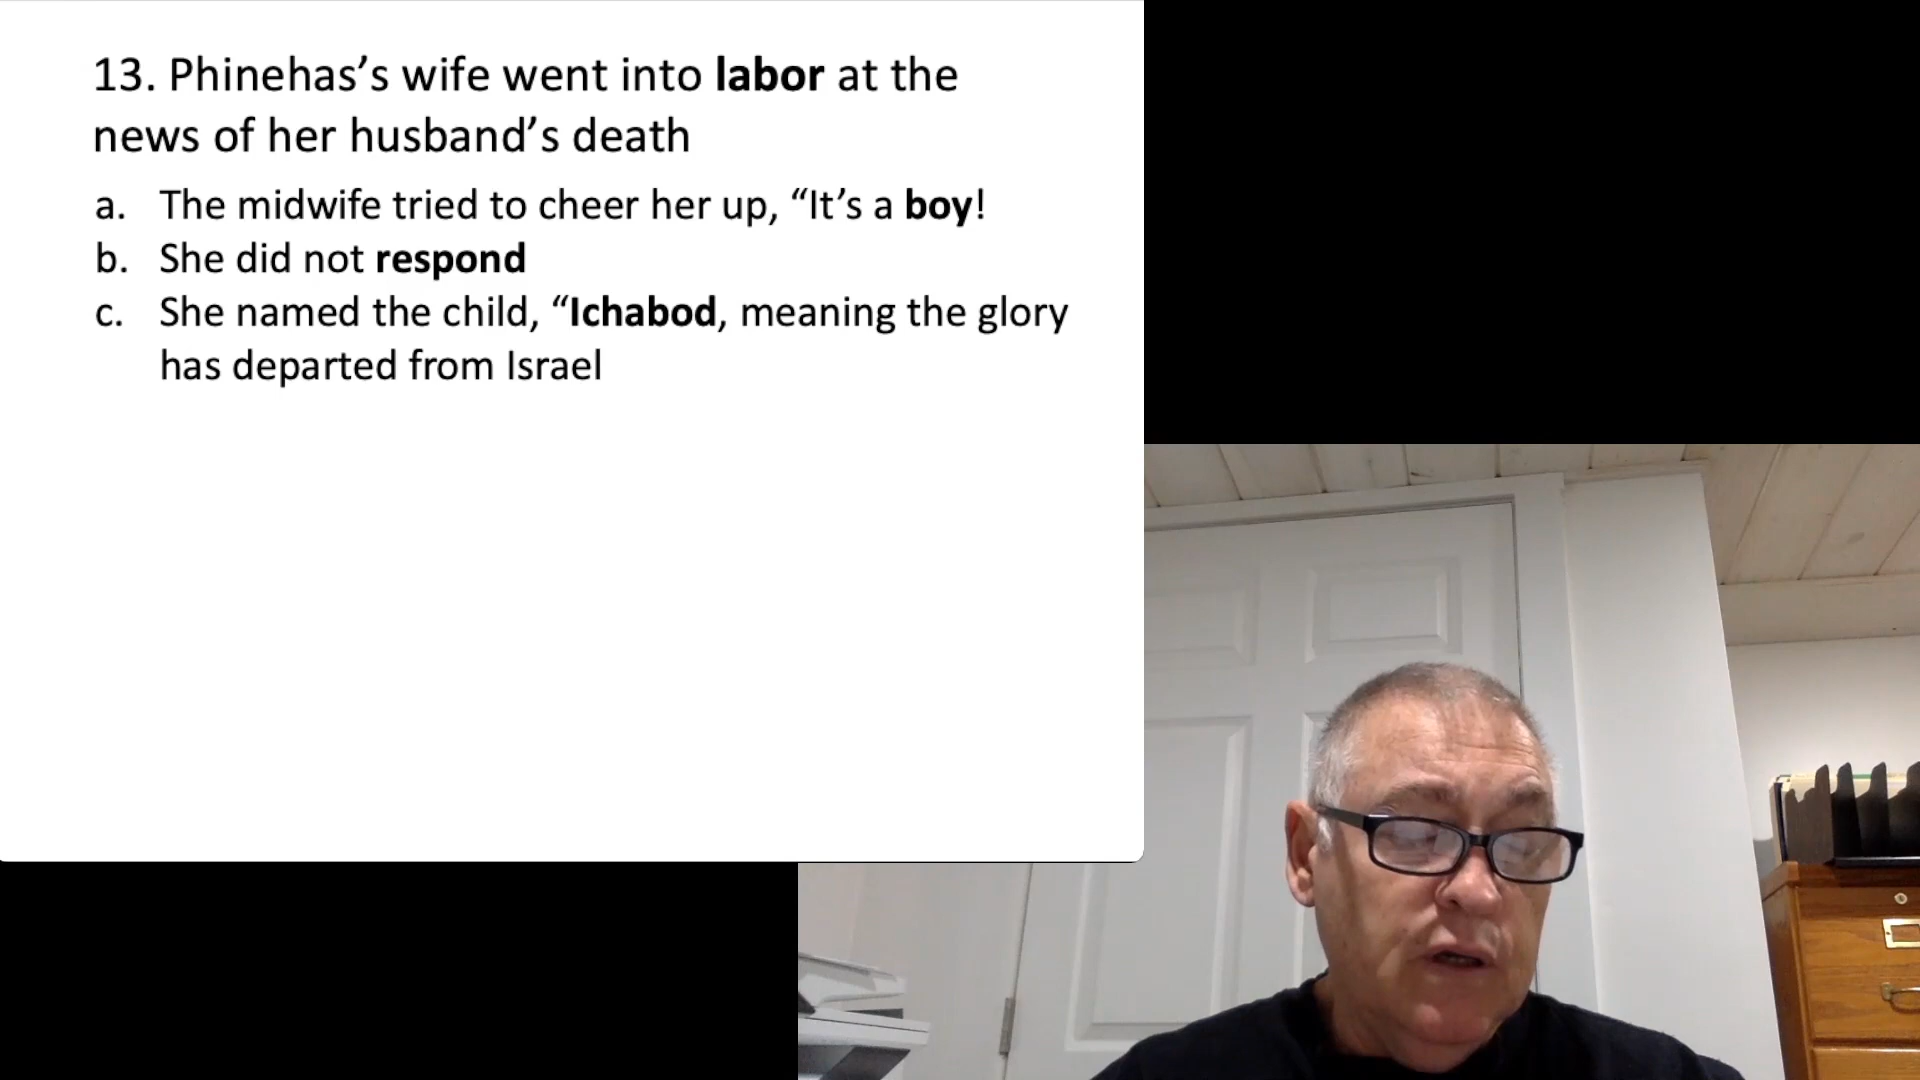 13. Phinehas’s wife went into labor at the
news of her husband’s death
a. The midwife tried to cheer her up, “It’s a boy!
b. She did not respond
c. She named the child, “Ichabod, meaning the glory
has departed from Israel